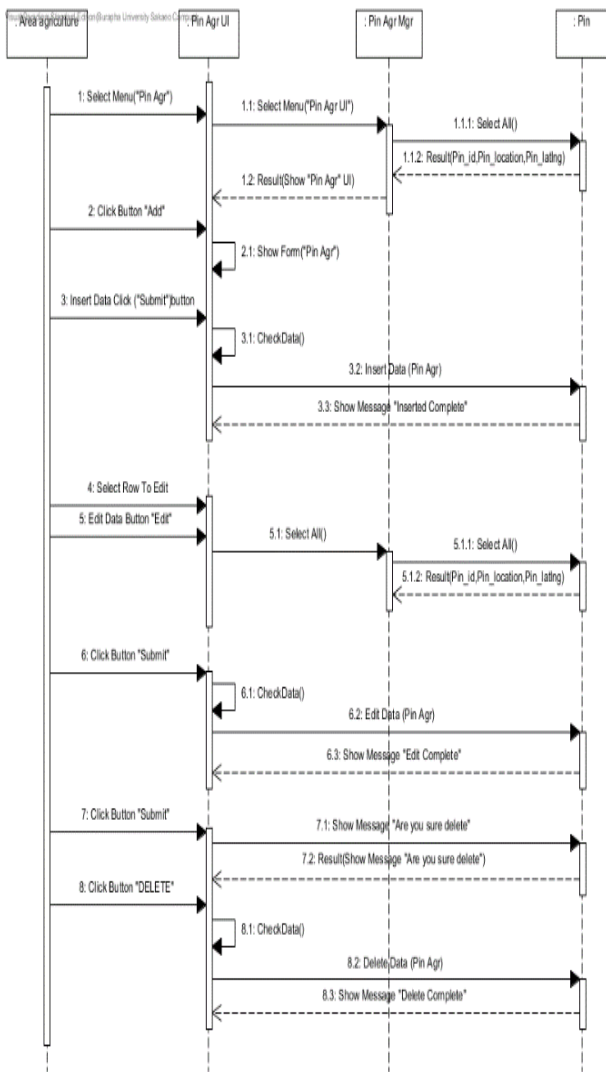 Visual Paradigm Standard Edition(Burapha University Sakaeo Campus)
: Area agriculture
: Pin Agr UI
: Pin Agr Mgr
: Pin
1: Select Menu("Pin Agr")
1.1: Select Menu("Pin Agr UI")
1.1.1: Select All()
1.1.2: Result(Pin_id,Pin_location,Pin_latlng)
1.2: Result(Show "Pin Agr" UI)
2: Click Button "Add"
2.1: Show Form("Pin Agr")
3: Insert Data Click ("Submit")button
3.1: CheckData()
3.2: Insert Data (Pin Agr)
3.3: Show Message "Inserted Complete"
4: Select Row To Edit
5: Edit Data Button "Edit"
5.1: Select All()
5.1.1: Select All()
5.1.2: Result(Pin_id,Pin_location,Pin_latlng)
6: Click Button "Submit"
6.1: CheckData()
6.2: Edit Data (Pin Agr)
6.3: Show Message "Edit Complete"
7: Click Button "Submit"
7.1: Show Message "Are you sure delete"
7.2: Result(Show Message "Are you sure delete")
8: Click Button "DELETE"
8.1: CheckData()
8.2: Delete Data (Pin Agr)
8.3: Show Message "Delete Complete"